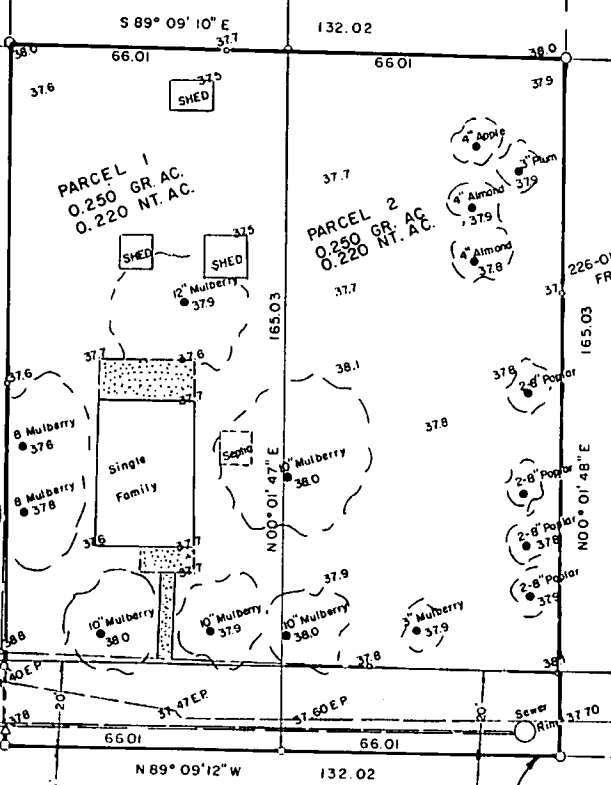 S 89° 09' 10" E
132.02
38.0
37.7
38.0
66.01
66.01
37.6
37.5
37.9
SHED
4" Apple
3" Plum
37.9
PARCEL 1
0.250 GR. AC.
0.220 NT. AC.
37.7
4" Almond
37.9
PARCEL 2
0.250 GR. AC.
0.220 NT. AC.
37.5
SHED
SHED
4" Almond
37.8
12" Mulberry
37.9
37.7
165.03
165.03
37.7
37.6
37.6
38.1
37.8
2-8" Poplar
37.7
8 Mulberry
37.6
37.8
Single
Family
10" Mulberry
38.0
8 Mulberry
37.8
2-8" Poplar
N00° 01' 47" E
N00° 01' 48" E
37.6
37.7
2-8" Poplar
37.7
37.9
2-8" Poplar
37.9
10" Mulberry
38.0
10" Mulberry
37.9
10" Mulberry
38.0
3" Mulberry
37.9
38.8
37.8
.40 E.P.
20'
37.47 E.P.
37.60 E.P.
20'
Sewer
Rim 37.70
37.8
66.01
66.01
N 89° 09' 12" W
132.02